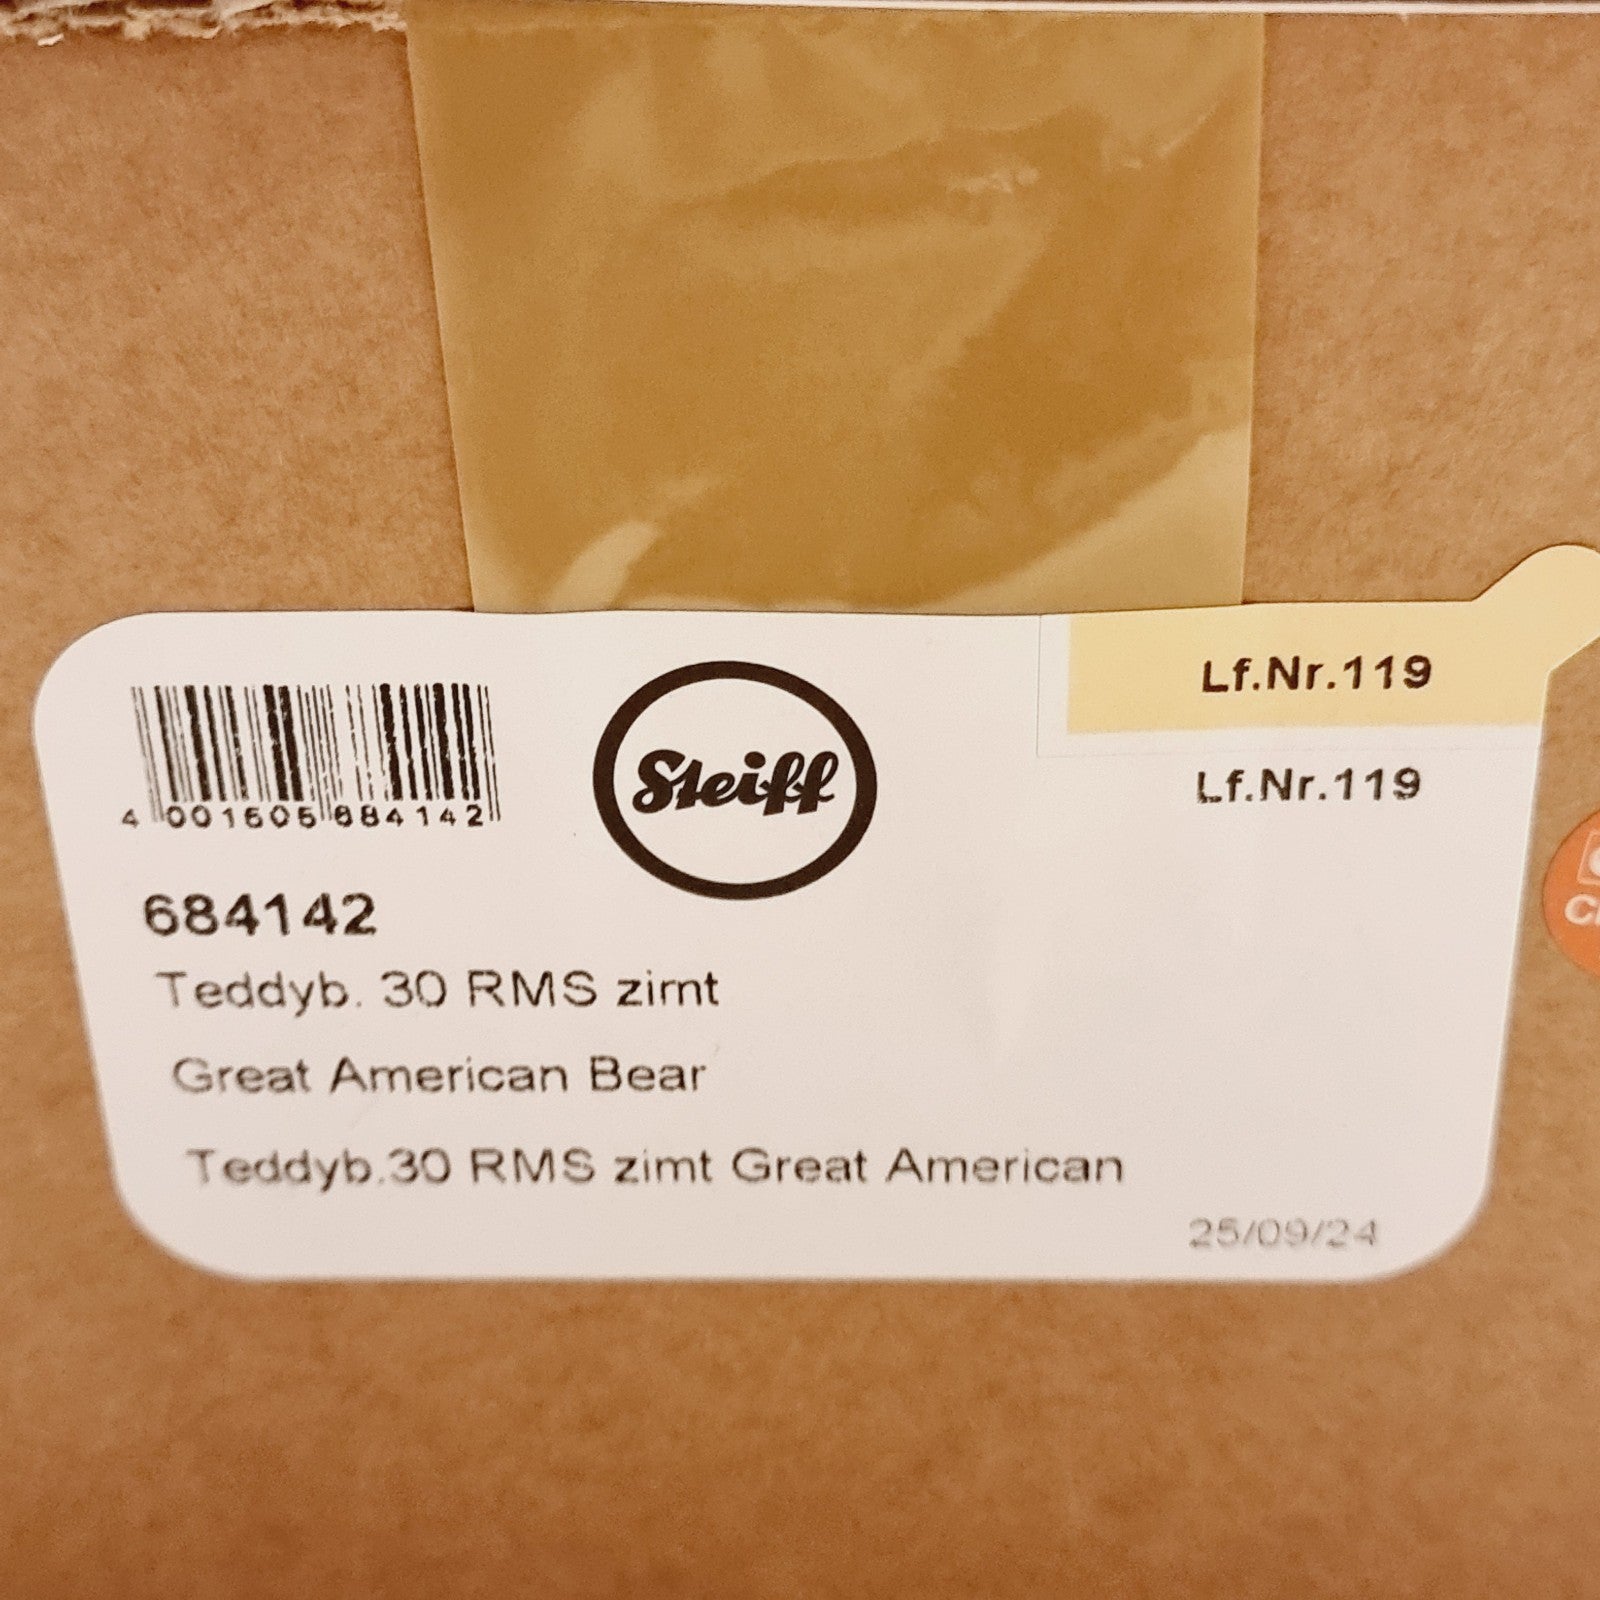 Lf.Nr.119
Lf.Nr.119
4 001505 684142
Steiff
684142
Teddyb. 30 RMS zimt
Great American Bear
Teddyb.30 RMS zimt Great American
25/09/24